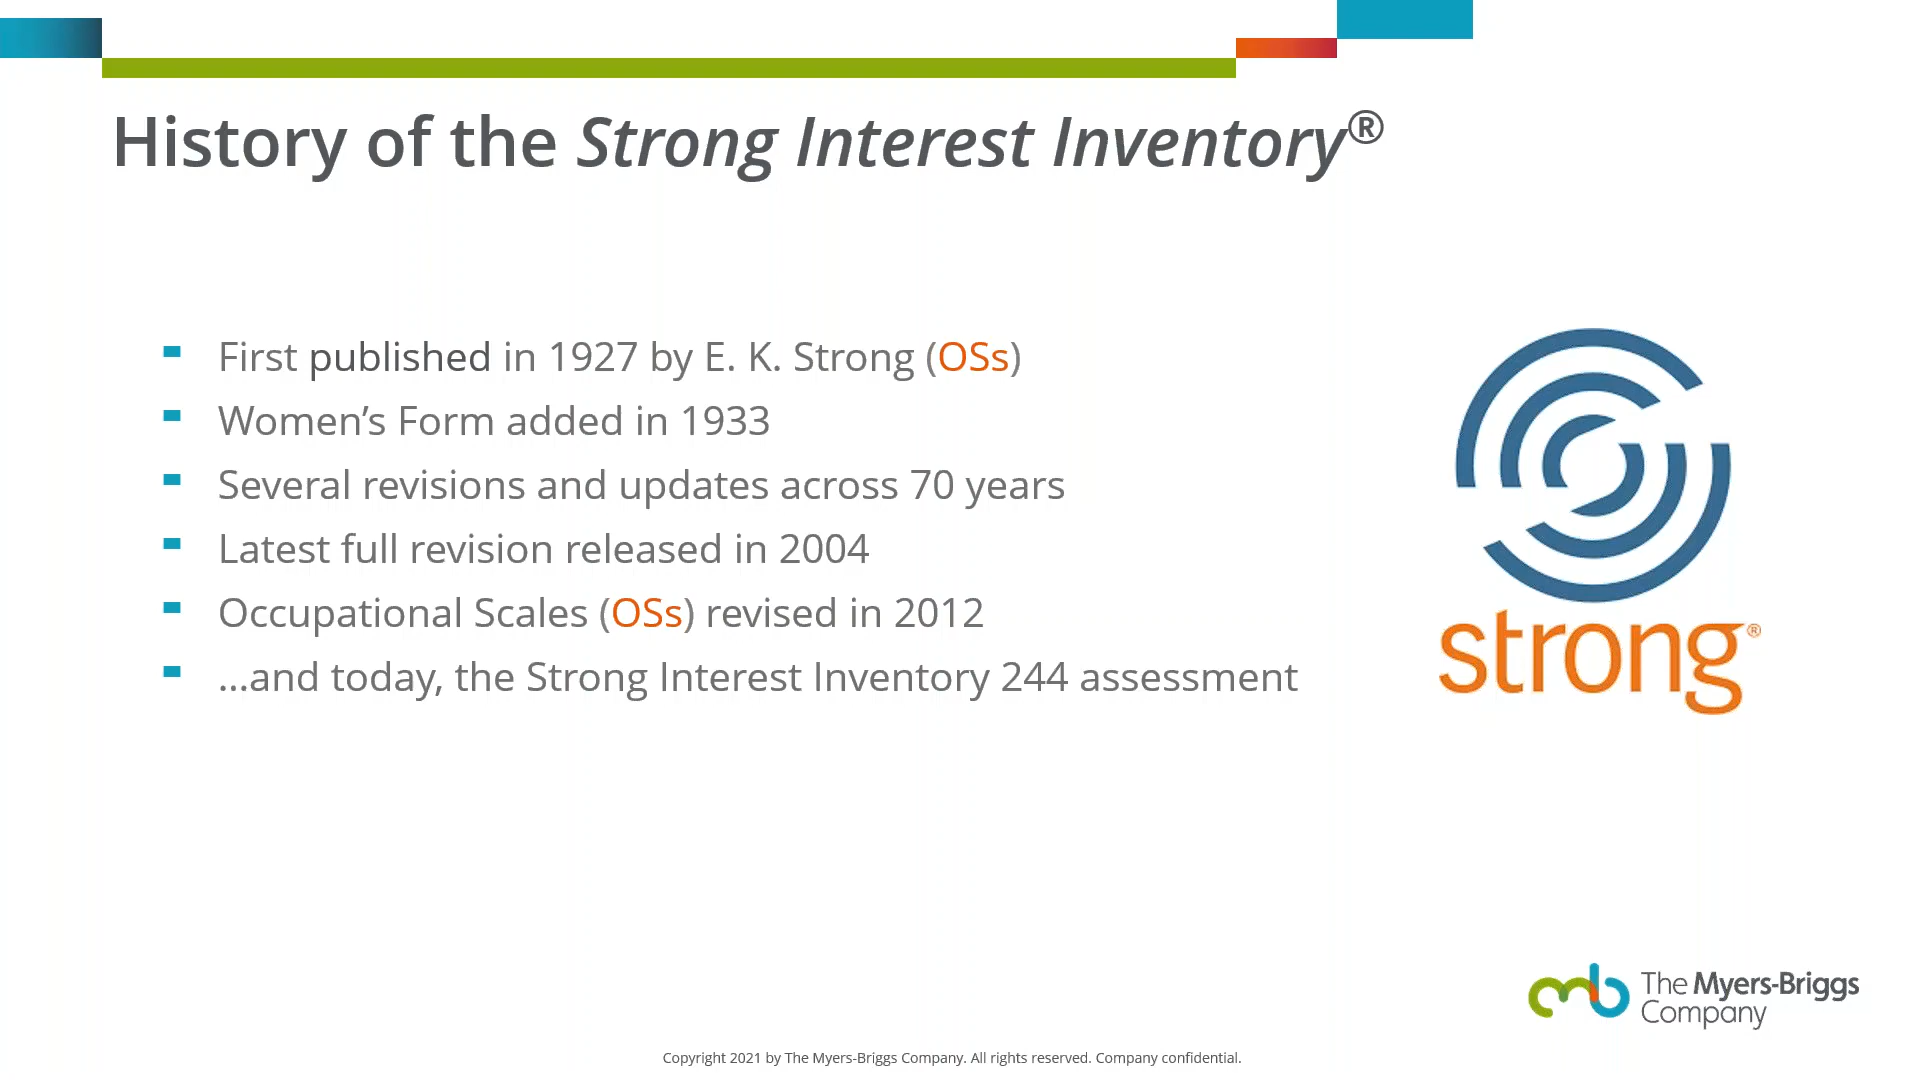 History of the Strong Interest Inventory®
First published in 1927 by E. K. Strong (OSs)
Women’s Form added in 1933
Several revisions and updates across 70 years
Latest full revision released in 2004
Occupational Scales (OSs) revised in 2012
...and today, the Strong Interest Inventory 244 assessment
strong®
The Myers-Briggs
Company
Copyright 2021 by The Myers-Briggs Company. All rights reserved. Company confidential.